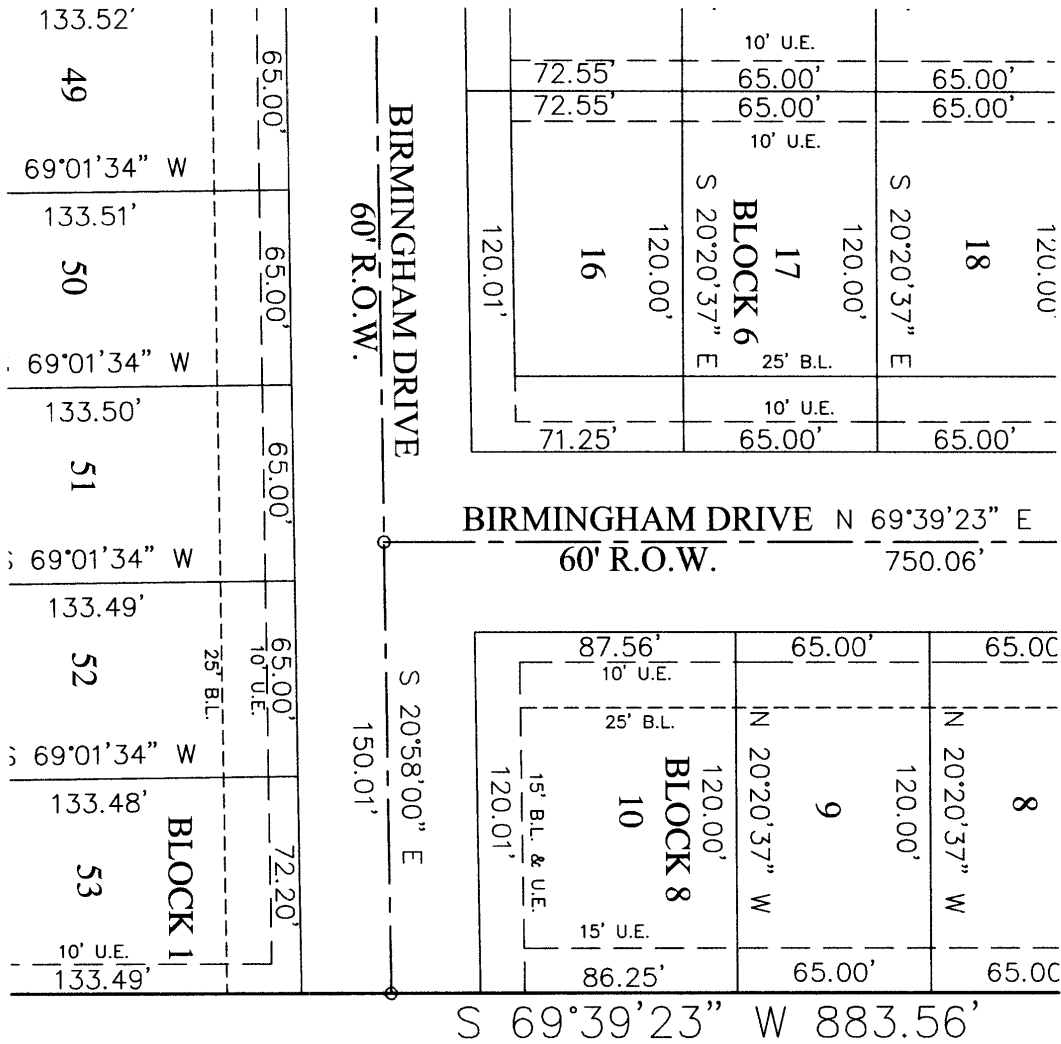 133.52'
49
65.00'
69°01'34" W
133.51'
50
65.00'
69°01'34" W
133.50'
51
65.00'
S 69°01'34" W
133.49'
52
65.00'
25' B.L.
10' U.E.
S 69°01'34" W
133.48'
53
BLOCK 1
72.20'
10' U.E.
133.49'
BIRMINGHAM DRIVE
60' R.O.W.
10' U.E.
72.55'
65.00'
65.00'
72.55'
65.00'
65.00'
10' U.E.
120.01'
16
120.00'
S 20°20'37" E
BLOCK 6
17
120.00'
S 20°20'37" E
18
120.00'
25' B.L.
10' U.E.
71.25'
65.00'
65.00'
BIRMINGHAM DRIVE N 69°39'23" E
60' R.O.W. 750.06'
S 20°58'00" E
150.01'
87.56'
65.00'
65.00
10' U.E.
25' B.L.
120.01'
15' B.L. & U.E.
10
BLOCK 8
120.00'
N 20°20'37" W
9
120.00'
N 20°20'37" W
8
15' U.E.
86.25'
65.00'
65.00
S 69°39'23" W 883.56'